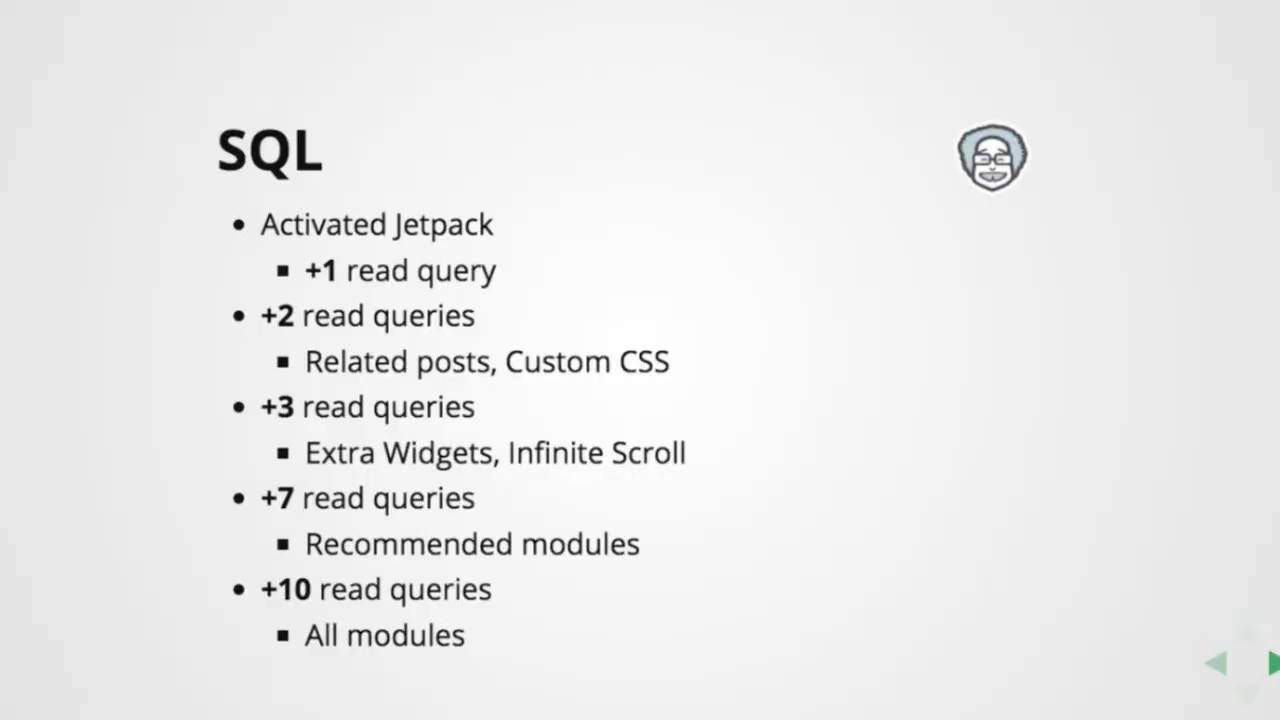 SQL
Activated Jetpack
+1 read query
+2 read queries
Related posts, Custom CSS
+3 read queries
Extra Widgets, Infinite Scroll
+7 read queries
Recommended modules
+10 read queries
All modules